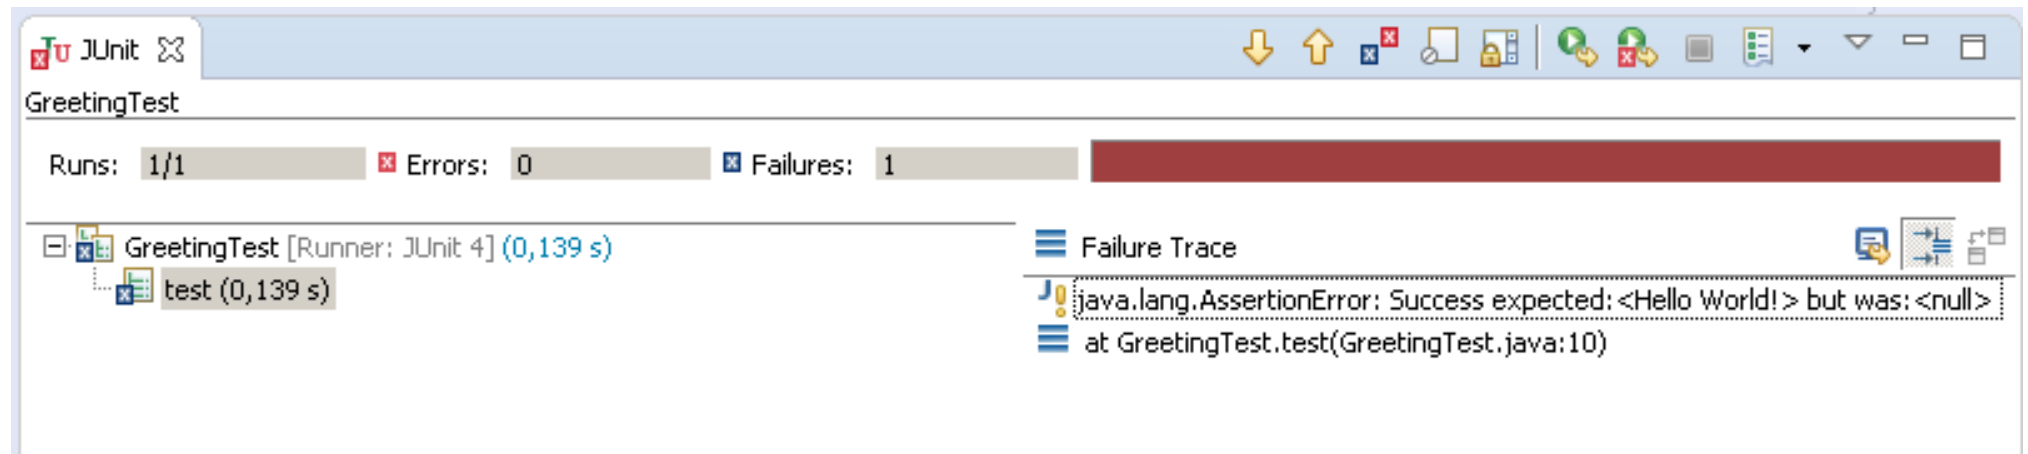 JUnit
GreetingTest
Runs: 1/1 Errors: 0 Failures: 1
GreetingTest [Runner: JUnit 4] (0,139 s)
test (0,139 s)
Failure Trace
java.lang.AssertionError: Success expected:<Hello World!> but was:<null>
at GreetingTest.test(GreetingTest.java:10)